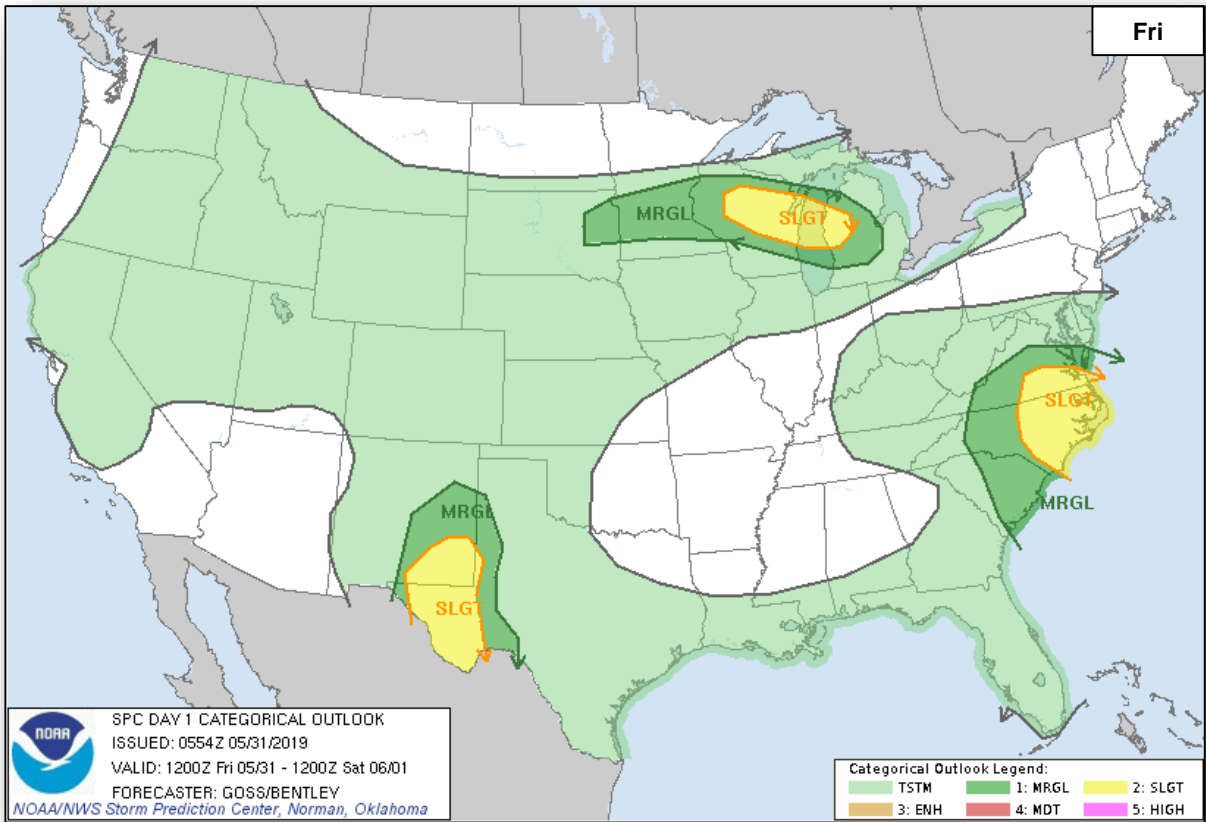 Fri
MRGL
SLGT
SLGT
MRGL
MRGL
SLGT
NOAA
SPC DAY 1 CATEGORICAL OUTLOOK
ISSUED: 0554Z 05/31/2019
VALID: 1200Z Fri 05/31 - 1200Z Sat 06/01
FORECASTER: GOSS/BENTLEY
NOAA/NWS Storm Prediction Center, Norman, Oklahoma
Categorical Outlook Legend:
TSTM 1: MRGL 2: SLGT
3: ENH 4: MDT 5: HIGH